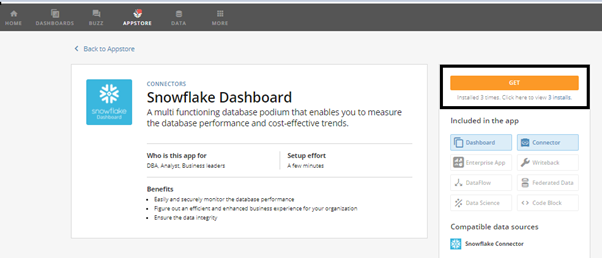 HOME
DASHBOARDS
BUZZ
APPSTORE
DATA
MORE
Back to Appstore
snowflake
Dashboard
CONNECTORS
Snowflake Dashboard
A multi functioning database podium that enables you to measure
the database performance and cost-effective trends.
Who is this app for
DBA, Analyst, Business leaders
Setup effort
A few minutes
Benefits
Easily and securely monitor the database performance
Figure out an efficient and enhanced business experience for your organization
Ensure the data integrity
GET
Installed 3 times. Click here to view 3 installs.
Included in the app
Dashboard
Connector
Enterprise App
Writeback
DataFlow
Federated Data
Data Science
Code Block
Compatible data sources
Snowflake Connector